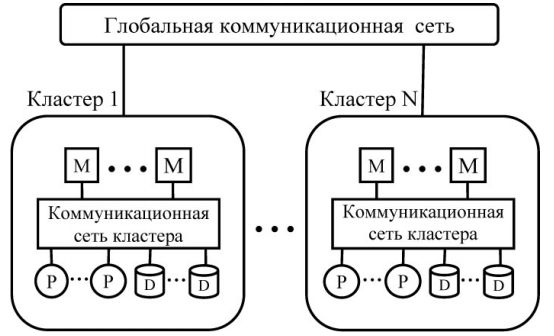 Глобальная коммуникационная сеть
Кластер 1
Кластер N
M ••• M
M ••• M
Коммуникационная
сеть кластера
•••
Коммуникационная
сеть кластера
P ··· P D ··· D
P ··· P D ··· D